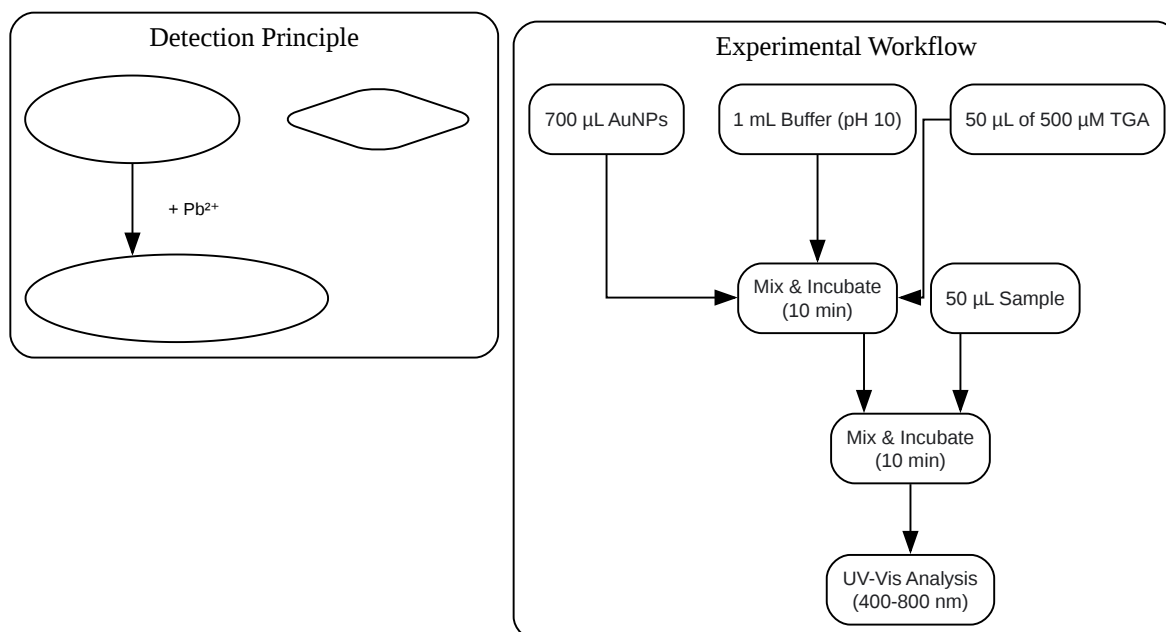 Detection Principle
+ Pb²⁺
Experimental Workflow
700 µL AuNPs
1 mL Buffer (pH 10)
50 µL of 500 µM TGA
Mix & Incubate
(10 min)
50 µL Sample
Mix & Incubate
(10 min)
UV-Vis Analysis
(400-800 nm)